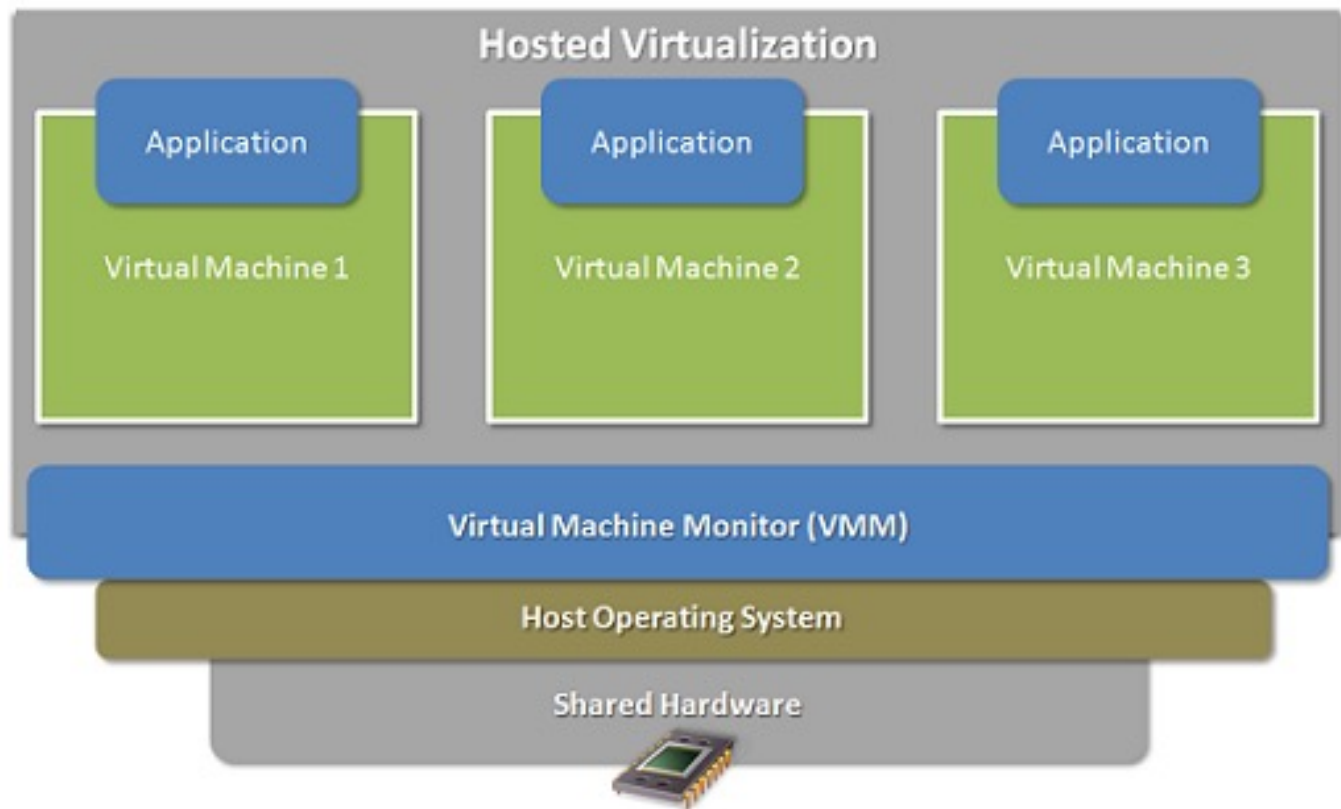 Hosted Virtualization
Application
Application
Application
Virtual Machine 1
Virtual Machine 2
Virtual Machine 3
Virtual Machine Monitor (VMM)
Host Operating System
Shared Hardware